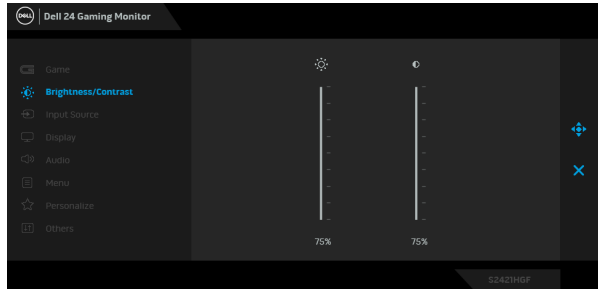 DELL Dell 24 Gaming Monitor
Game
Brightness/Contrast
Input Source
Display
Audio
Menu
Personalize
Others
75% 75%
S2421HGF